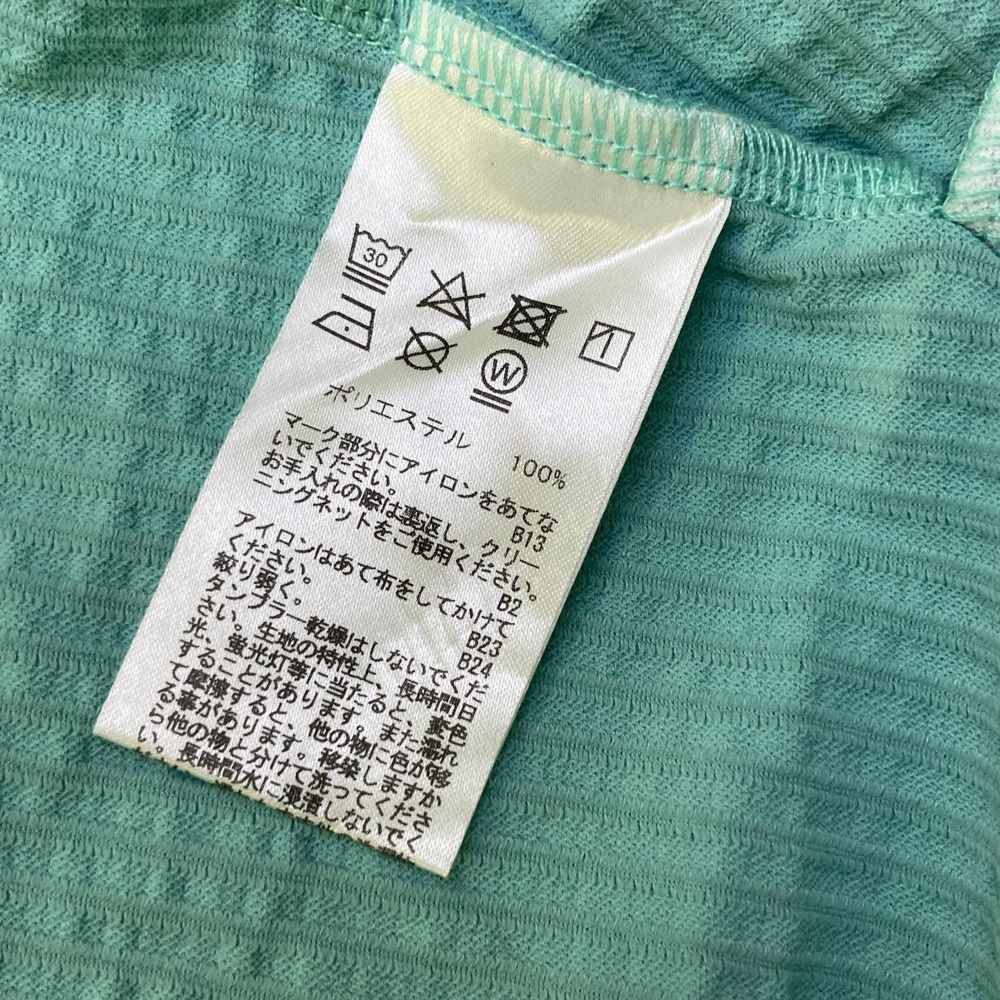 30
W
ポリエステル 100%
マーク部分にアイロンをあてな
いでください。 B13
お手入れの際は裏返し、クリー
ニングネットをご使用ください。
B2
アイロンはあて布をしてかけて
ください。 B23
絞り弱く。 B24
タンブラー乾燥はしないでくだ
さい。生地の特性上、長時間日
光、蛍光灯等に当たると、変色
することがあります。また濡れ
て摩擦すると、他の物に色が移
る事があります。移染しますか
ら他の物と分けて洗ってくださ
い。長時間水に浸漬しないでく